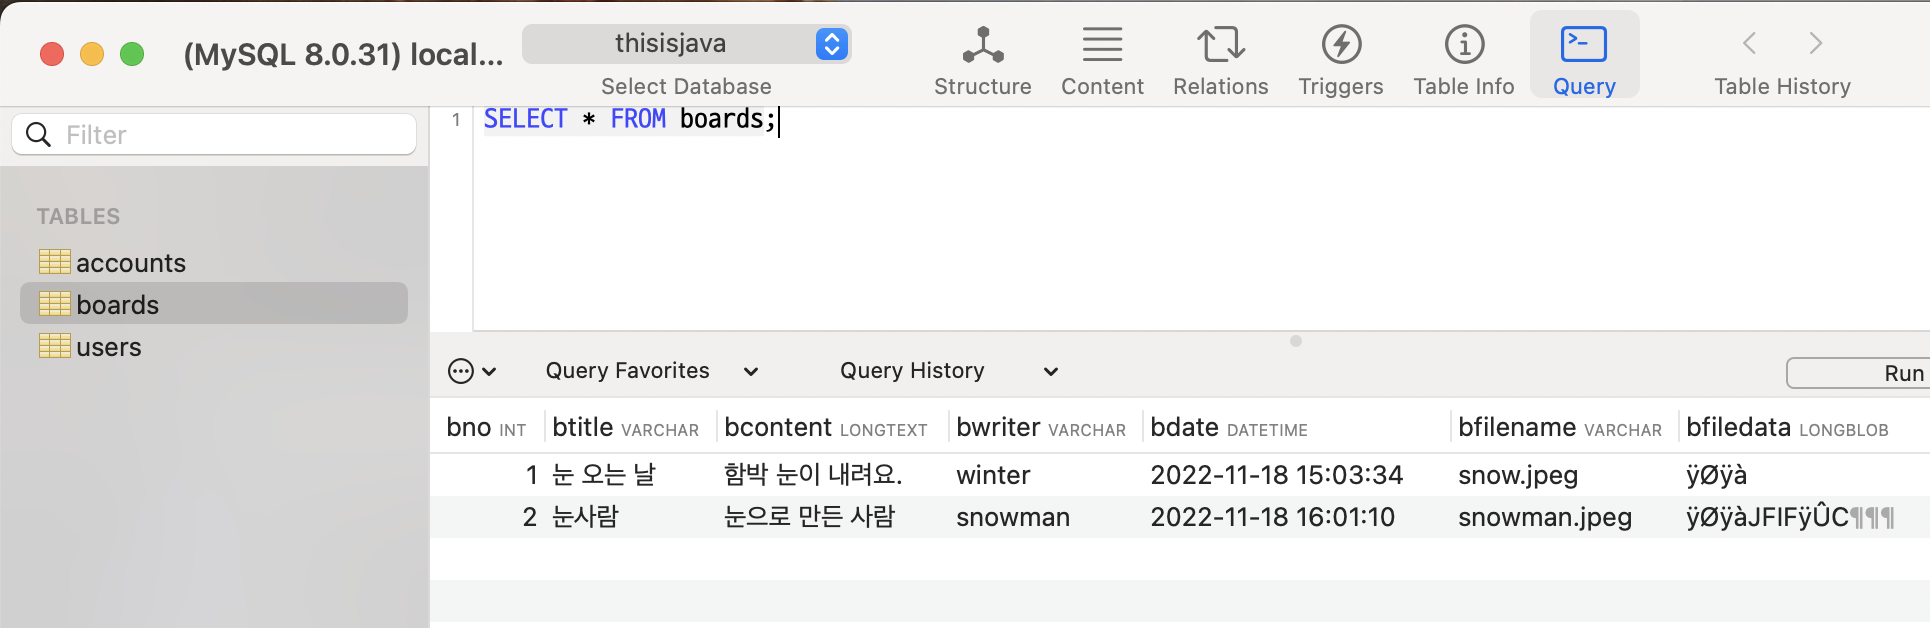 (MySQL 8.0.31) local...
thisisjava
Select Database
Structure
Content
Relations
Triggers
Table Info
Query
Table History
Filter
TABLES
accounts
boards
users
1 SELECT * FROM boards;
Query Favorites
Query History
Run
bno INT btitle VARCHAR bcontent LONGTEXT bwriter VARCHAR bdate DATETIME bfilename VARCHAR bfiledata LONGBLOB
1 눈 오는 날 함박 눈이 내려요. winter 2022-11-18 15:03:34 snow.jpeg ÿØÿà
2 눈사람 눈으로 만든 사람 snowman 2022-11-18 16:01:10 snowman.jpeg ÿØÿàJFIFÿÛC¶¶¶